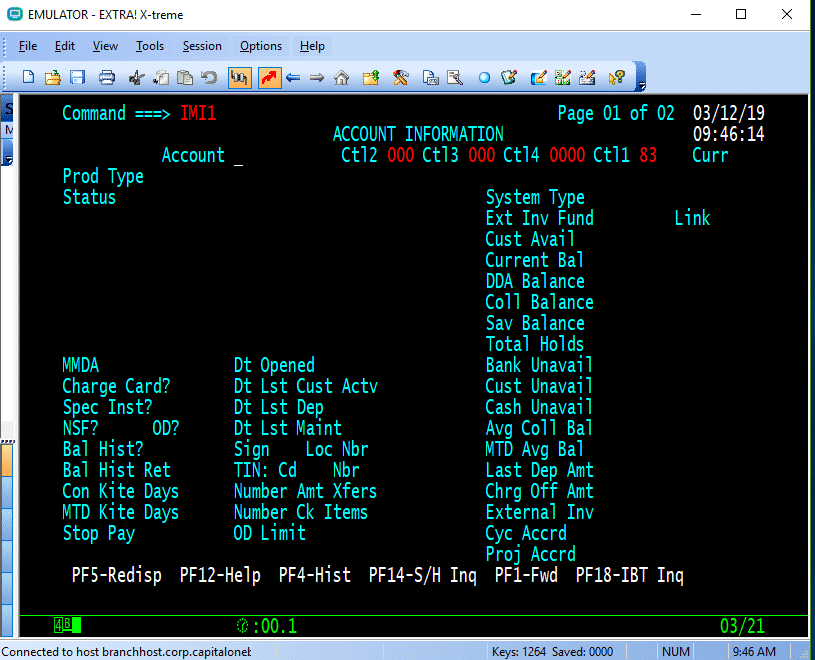 EMULATOR - EXTRA! X-treme
File Edit View Tools Session Options Help
Command ===> IMI1 Page 01 of 02 03/12/19
ACCOUNT INFORMATION 09:46:14
Account _ Ctl2 000 Ctl3 000 Ctl4 0000 Ctl1 83 Curr
Prod Type
Status System Type
Ext Inv Fund Link
Cust Avail
Current Bal
DDA Balance
Coll Balance
Sav Balance
Total Holds
MMDA Dt Opened Bank Unavail
Charge Card? Dt Lst Cust Actv Cust Unavail
Spec Inst? Dt Lst Dep Cash Unavail
NSF? OD? Dt Lst Maint Avg Coll Bal
Bal Hist? Sign Loc Nbr MTD Avg Bal
Bal Hist Ret TIN: Cd Nbr Last Dep Amt
Con Kite Days Number Amt Xfers Chrg Off Amt
MTD Kite Days Number Ck Items External Inv
Stop Pay OD Limit Cyc Accrd
Proj Accrd
PF5-Redisp PF12-Help PF4-Hist PF14-S/H Inq PF1-Fwd PF18-IBT Inq
4B :00.1 03/21
Connected to host branchhost.corp.capitalone Keys: 1264 Saved: 0000 NUM 9:46 AM